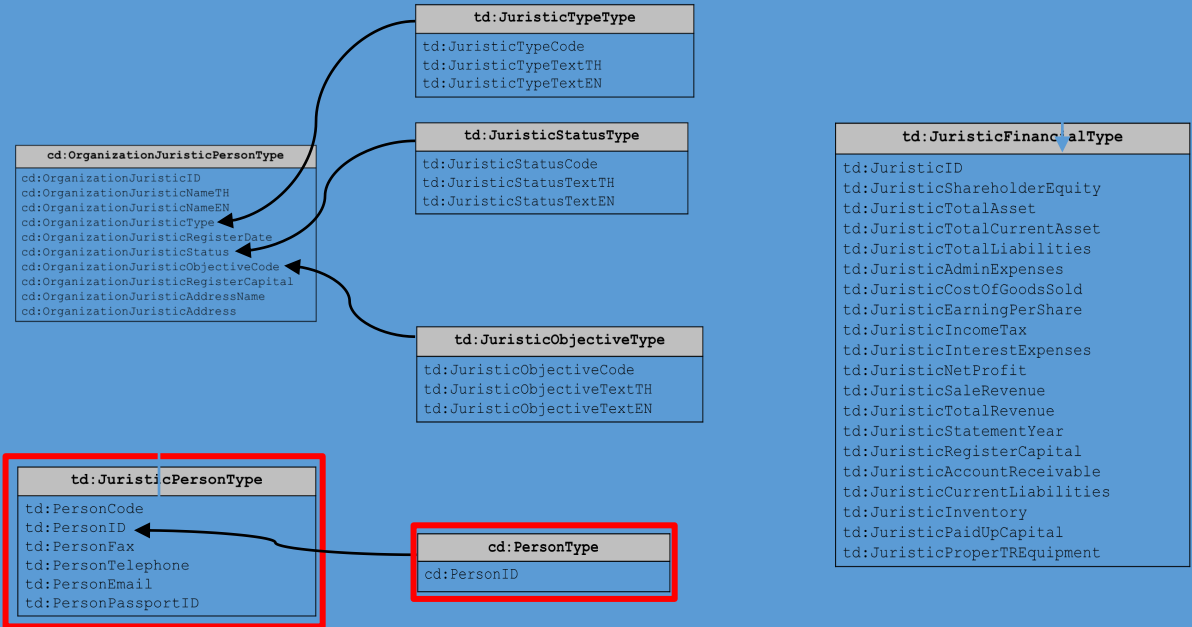 td:JuristicTypeType
td:JuristicTypeCode
td:JuristicTypeTextTH
td:JuristicTypeTextEN
cd:OrganizationJuristicPersonType
cd:OrganizationJuristicID
cd:OrganizationJuristicNameTH
cd:OrganizationJuristicNameEN
cd:OrganizationJuristicType
cd:OrganizationJuristicRegisterDate
cd:OrganizationJuristicStatus
cd:OrganizationJuristicObjectiveCode
cd:OrganizationJuristicRegisterCapital
cd:OrganizationJuristicAddressName
cd:OrganizationJuristicAddress
td:JuristicStatusType
td:JuristicStatusCode
td:JuristicStatusTextTH
td:JuristicStatusTextEN
td:JuristicFinancialType
td:JuristicID
td:JuristicShareholderEquity
td:JuristicTotalAsset
td:JuristicTotalCurrentAsset
td:JuristicTotalLiabilities
td:JuristicAdminExpenses
td:JuristicCostOfGoodsSold
td:JuristicEarningPerShare
td:JuristicIncomeTax
td:JuristicInterestExpenses
td:JuristicNetProfit
td:JuristicSaleRevenue
td:JuristicTotalRevenue
td:JuristicStatementYear
td:JuristicRegisterCapital
td:JuristicAccountReceivable
td:JuristicCurrentLiabilities
td:JuristicInventory
td:JuristicPaidUpCapital
td:JuristicProperTREquipment
td:JuristicObjectiveType
td:JuristicObjectiveCode
td:JuristicObjectiveTextTH
td:JuristicObjectiveTextEN
td:JuristicPersonType
td:PersonCode
td:PersonID
td:PersonFax
td:PersonTelephone
td:PersonEmail
td:PersonPassportID
cd:PersonType
cd:PersonID